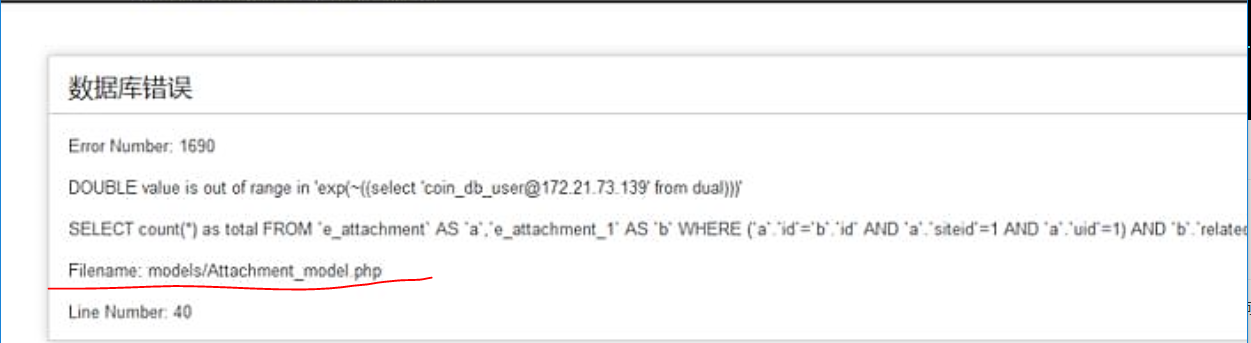 数据库错误
Error Number: 1690
DOUBLE value is out of range in 'exp(~((select 'coin_db_user@172.21.73.139' from dual)))'
SELECT count(*) as total FROM `e_attachment` AS `a`,`e_attachment_1` AS `b` WHERE (`a`.`id`=`b`.`id` AND `a`.`siteid`=1 AND `a`.`uid`=1) AND `b`.`related
Filename: models/Attachment_model.php
Line Number: 40